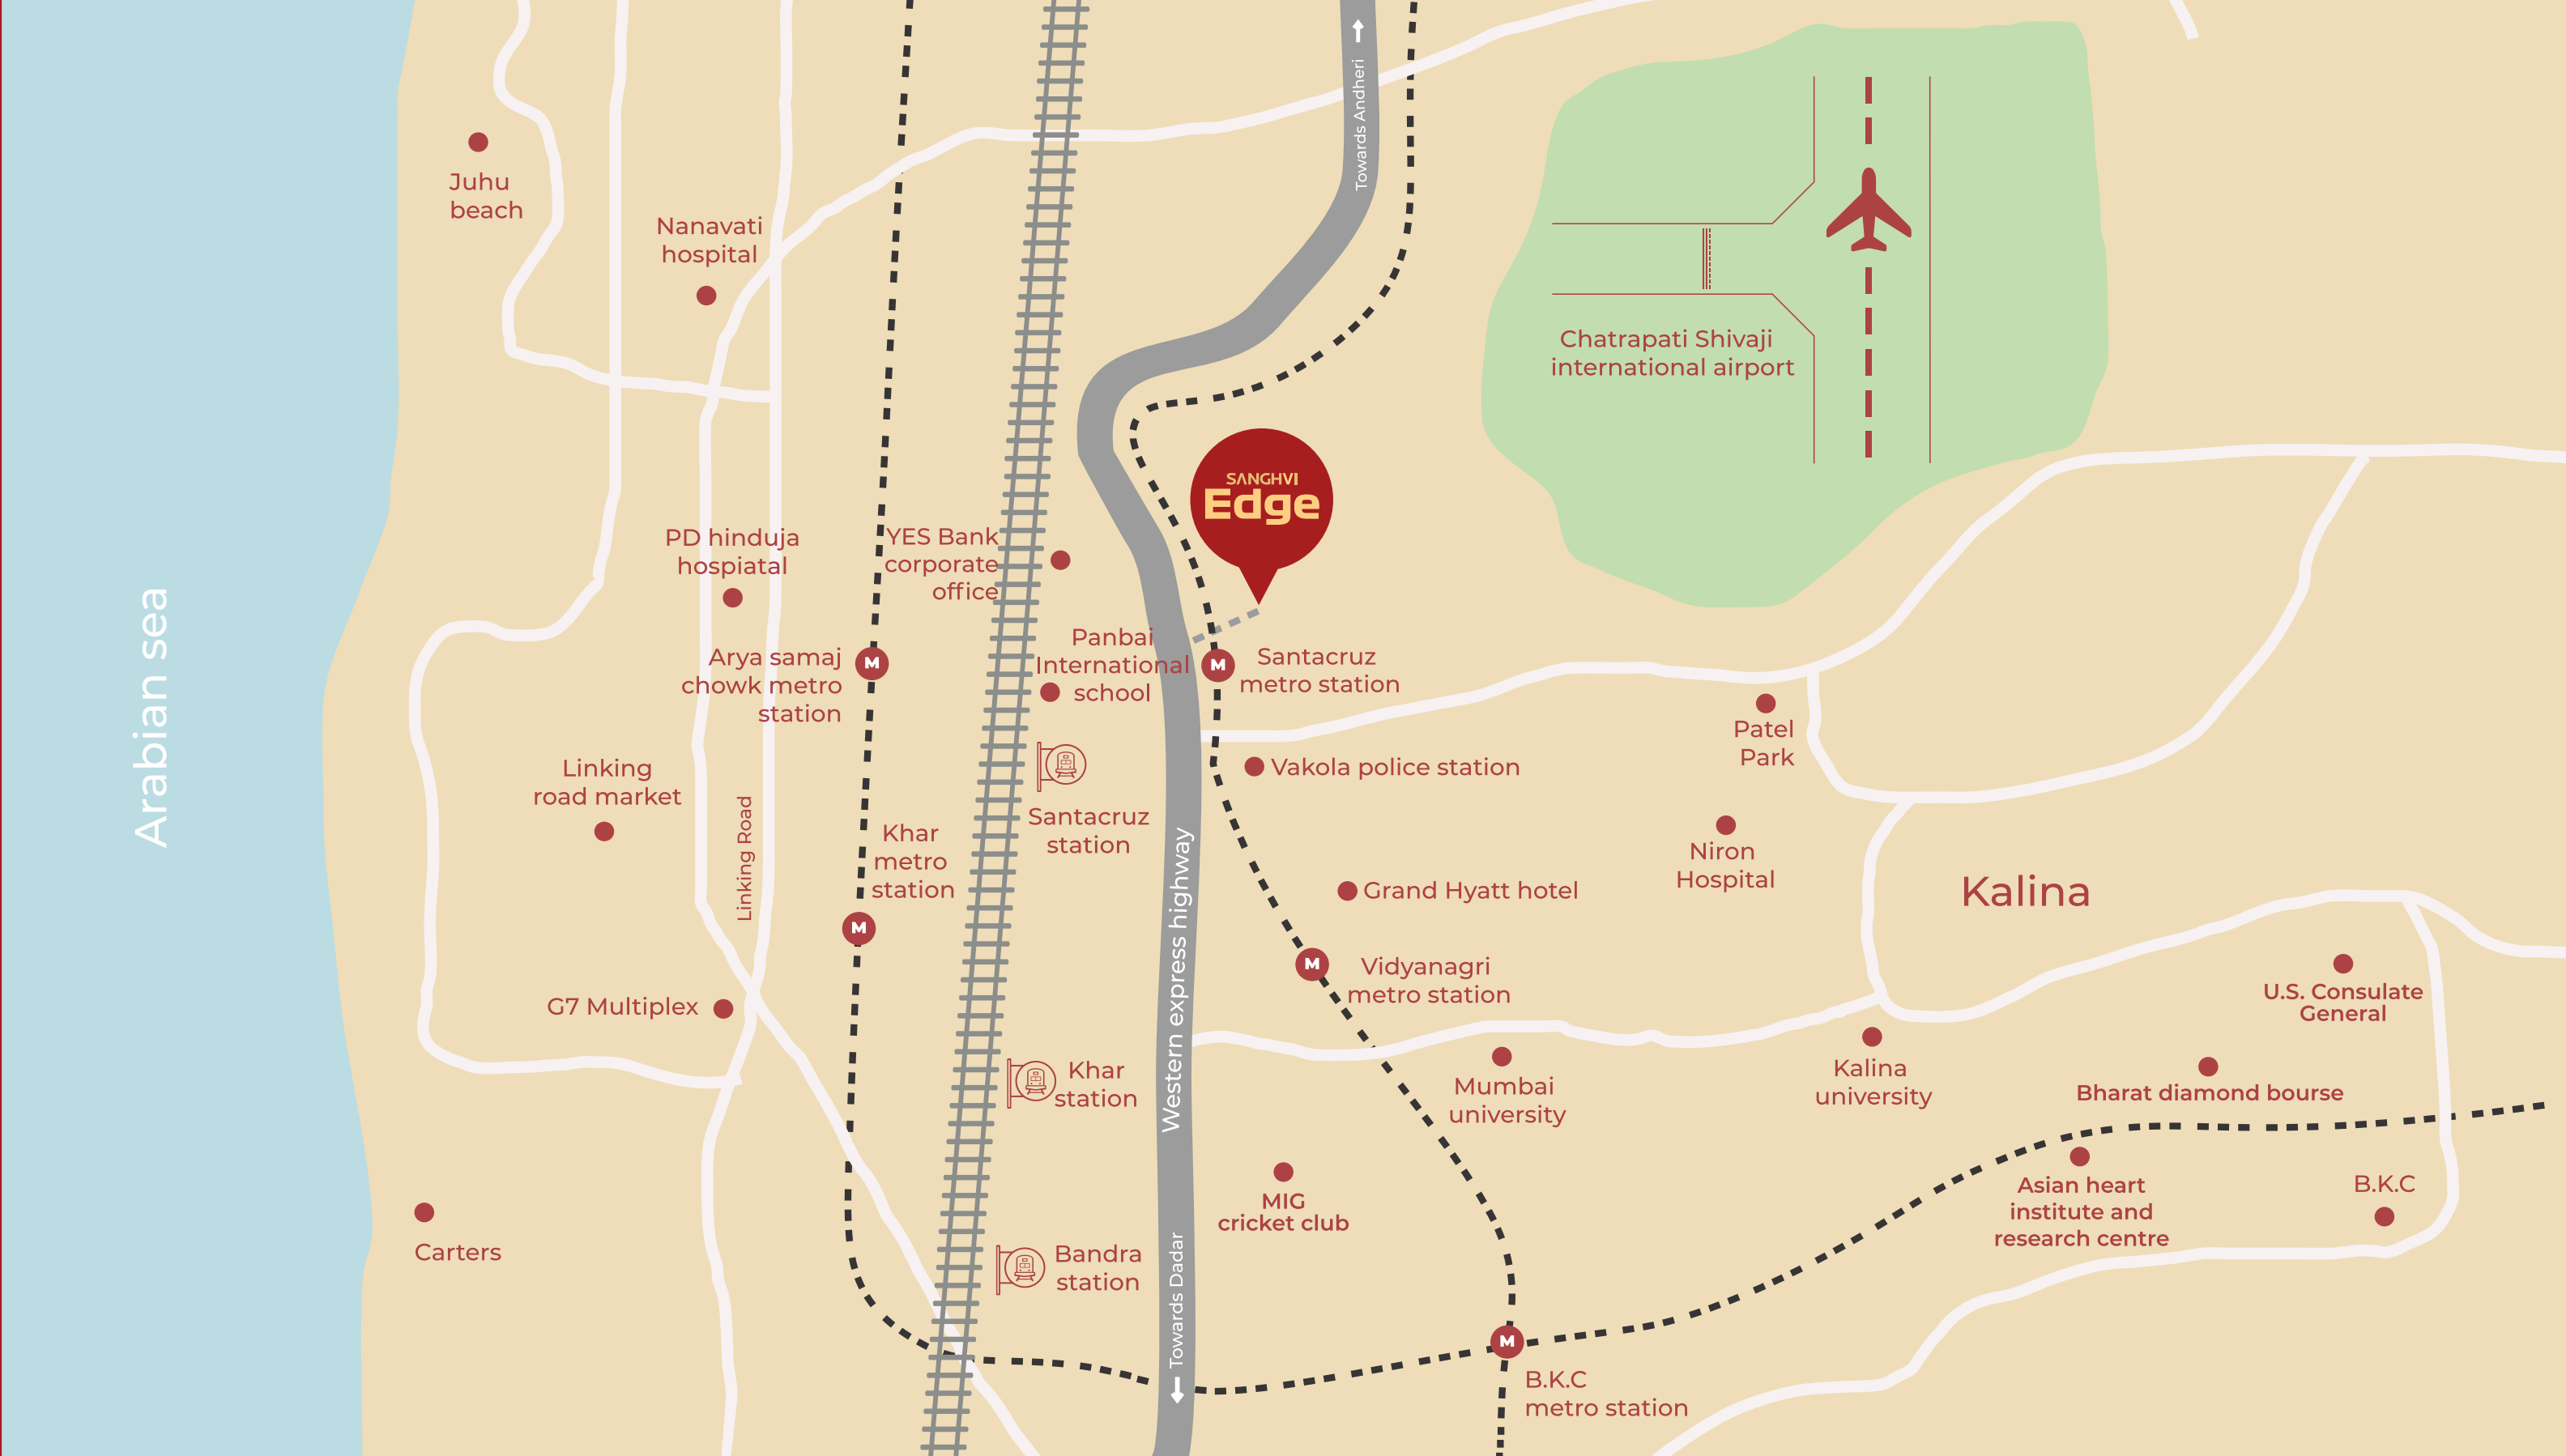 Towards Andheri
Juhu
beach
Nanavati
hospital
Chatrapati Shivaji
international airport
SANGHVI
Edge
PD hinduja
hospiatal
YES Bank
corporate
office
Arabian sea
Arya samaj
chowk metro
station
M
Panbai
International
school
M
Santacruz
metro station
Patel
Park
Linking
road market
Linking Road
Khar
metro
station
M
Santacruz
station
Vakola police station
Western express highway
Grand Hyatt hotel
Niron
Hospital
Kalina
M
Vidyanagri
metro station
G7 Multiplex
U.S. Consulate
General
Khar
station
Mumbai
university
Kalina
university
Bharat diamond bourse
MIG
cricket club
Asian heart
institute and
research centre
B.K.C
Carters
Bandra
station
Towards Dadar
M
B.K.C
metro station